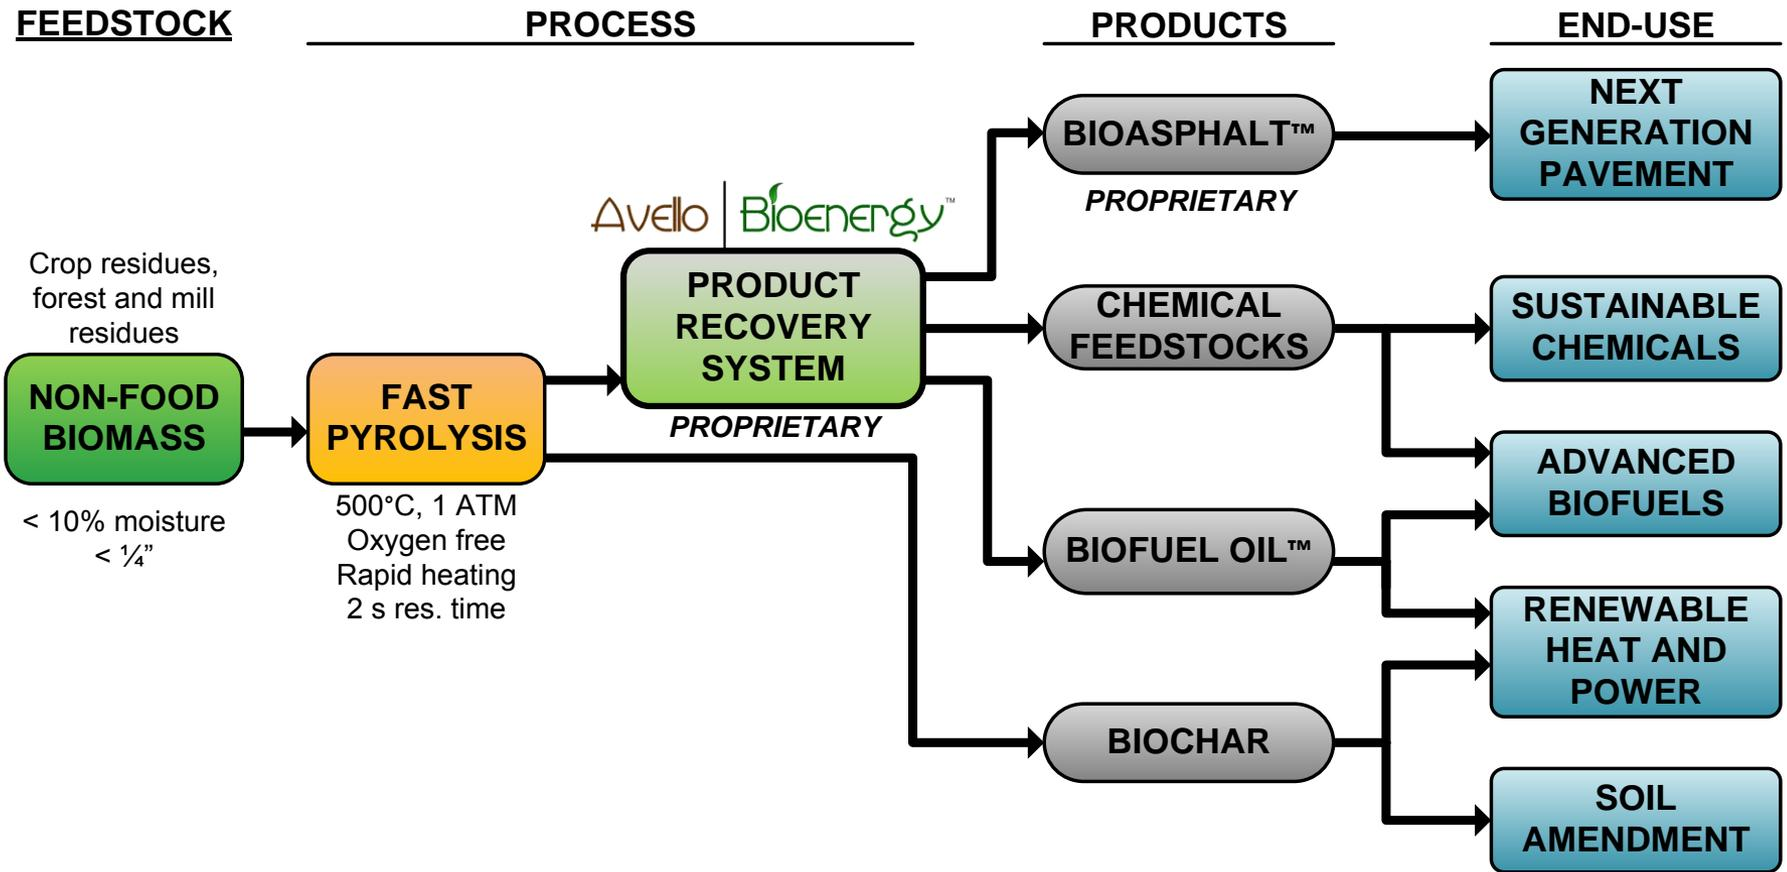 FEEDSTOCK
PROCESS
PRODUCTS
END-USE
Crop residues,
forest and mill
residues
NON-FOOD
BIOMASS
< 10% moisture
< ¼”
FAST
PYROLYSIS
500°C, 1 ATM
Oxygen free
Rapid heating
2 s res. time
Avello Bioenergy™
PRODUCT
RECOVERY
SYSTEM
PROPRIETARY
BIOASPHALT™
PROPRIETARY
CHEMICAL
FEEDSTOCKS
BIOFUEL OIL™
BIOCHAR
NEXT
GENERATION
PAVEMENT
SUSTAINABLE
CHEMICALS
ADVANCED
BIOFUELS
RENEWABLE
HEAT AND
POWER
SOIL
AMENDMENT